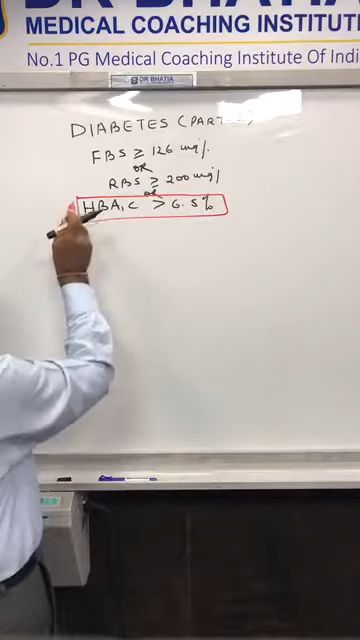 DR BHATIA
MEDICAL COACHING INSTITUTE
No.1 PG Medical Coaching Institute Of Indi
DR BHATIA
DIABETES (PART
FBS ≥ 126 mg%.
OR
RBS ≥ 200 mg%
OR
HBA1C > 6.5%